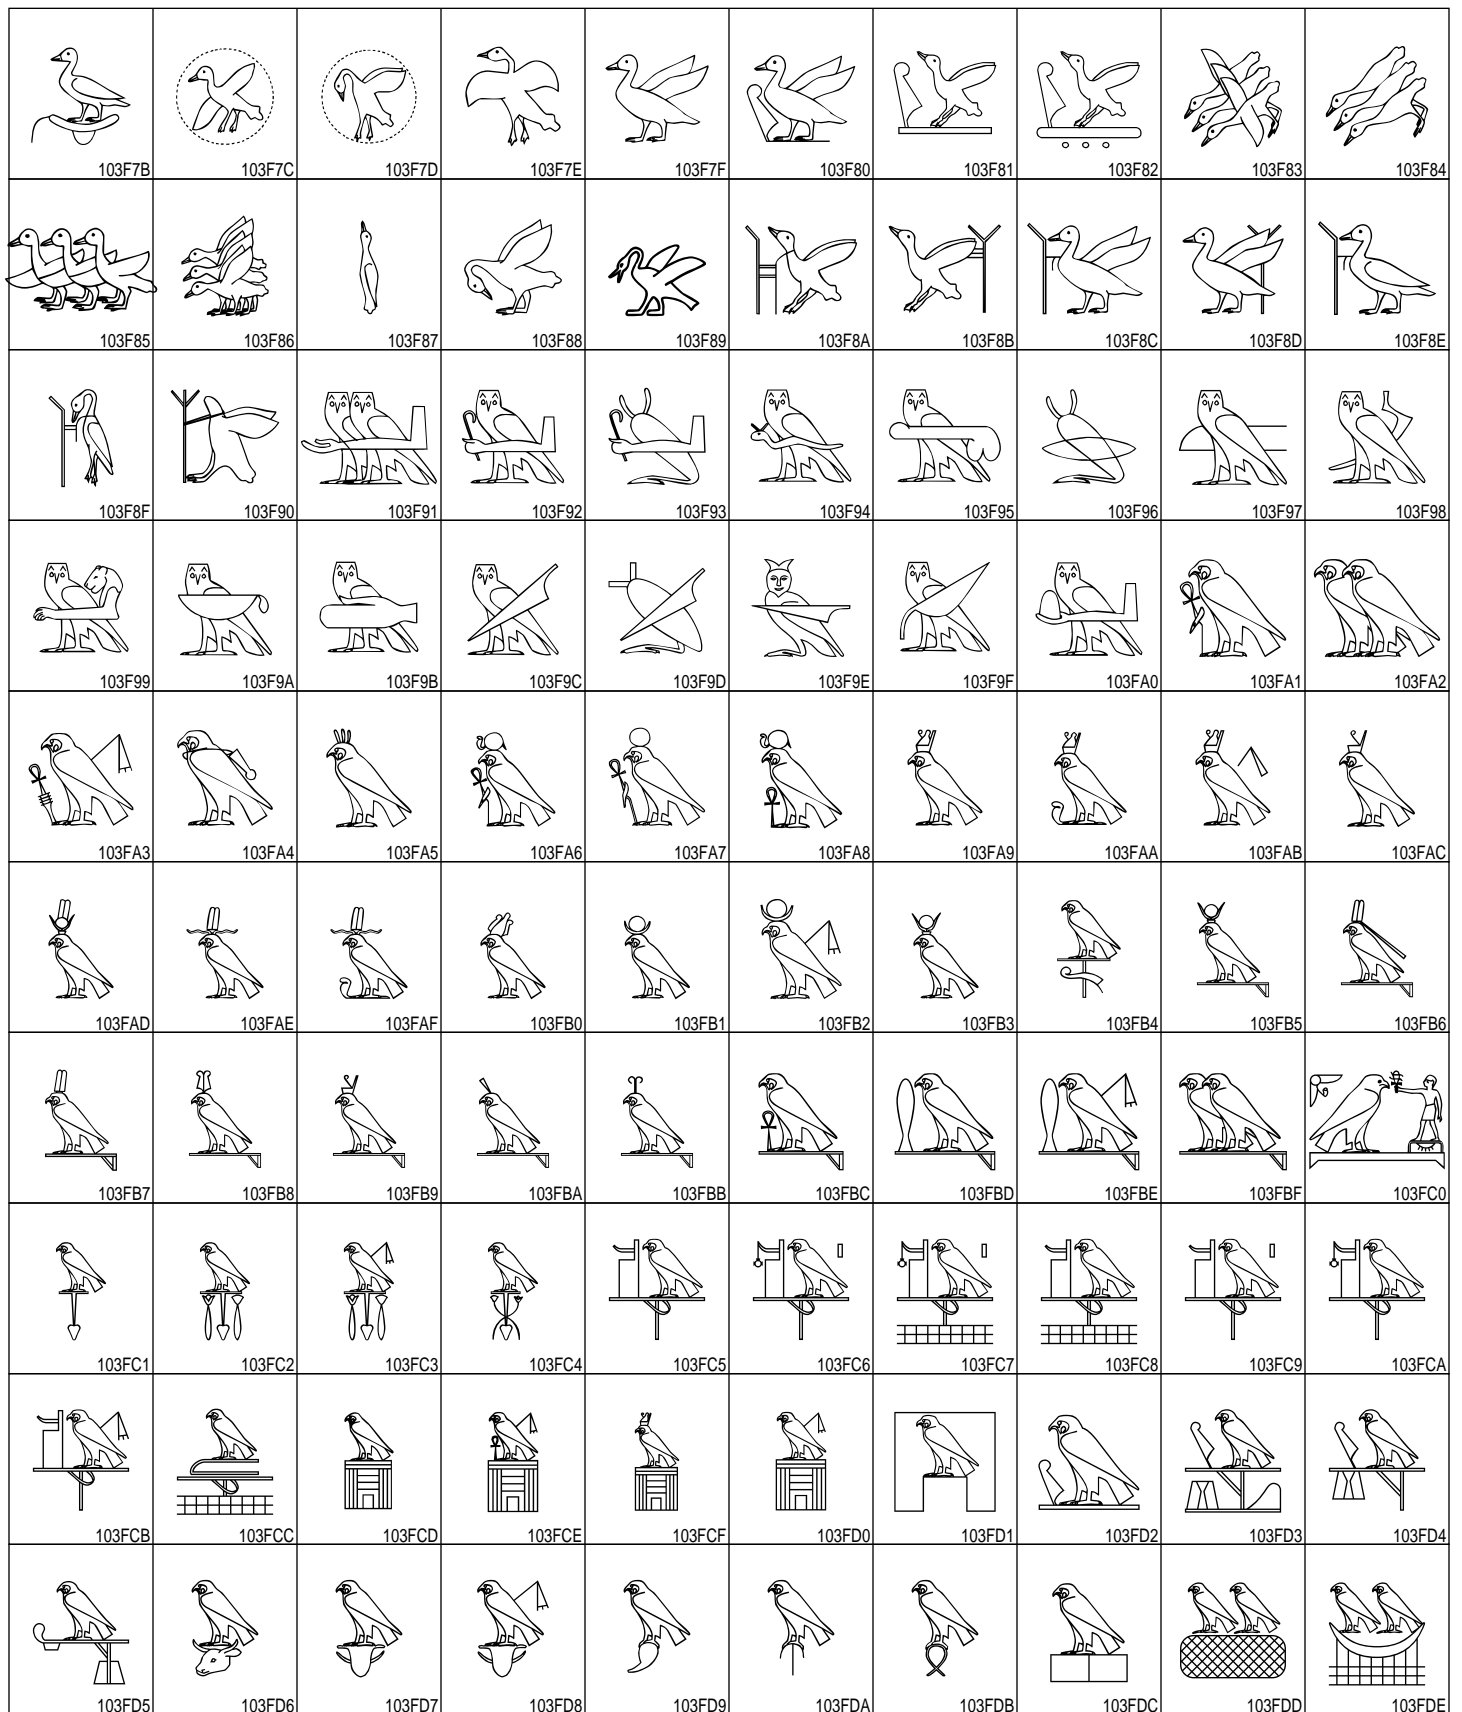 103F7B 103F7C 103F7D 103F7E 103F7F 103F80 103F81 103F82 103F83 103F84
103F85 103F86 103F87 103F88 103F89 103F8A 103F8B 103F8C 103F8D 103F8E
103F8F 103F90 103F91 103F92 103F93 103F94 103F95 103F96 103F97 103F98
103F99 103F9A 103F9B 103F9C 103F9D 103F9E 103F9F 103FA0 103FA1 103FA2
103FA3 103FA4 103FA5 103FA6 103FA7 103FA8 103FA9 103FAA 103FAB 103FAC
103FAD 103FAE 103FAF 103FB0 103FB1 103FB2 103FB3 103FB4 103FB5 103FB6
103FB7 103FB8 103FB9 103FBA 103FBB 103FBC 103FBD 103FBE 103FBF 103FC0
103FC1 103FC2 103FC3 103FC4 103FC5 103FC6 103FC7 103FC8 103FC9 103FCA
103FCB 103FCC 103FCD 103FCE 103FCF 103FD0 103FD1 103FD2 103FD3 103FD4
103FD5 103FD6 103FD7 103FD8 103FD9 103FDA 103FDB 103FDC 103FDD 103FDE